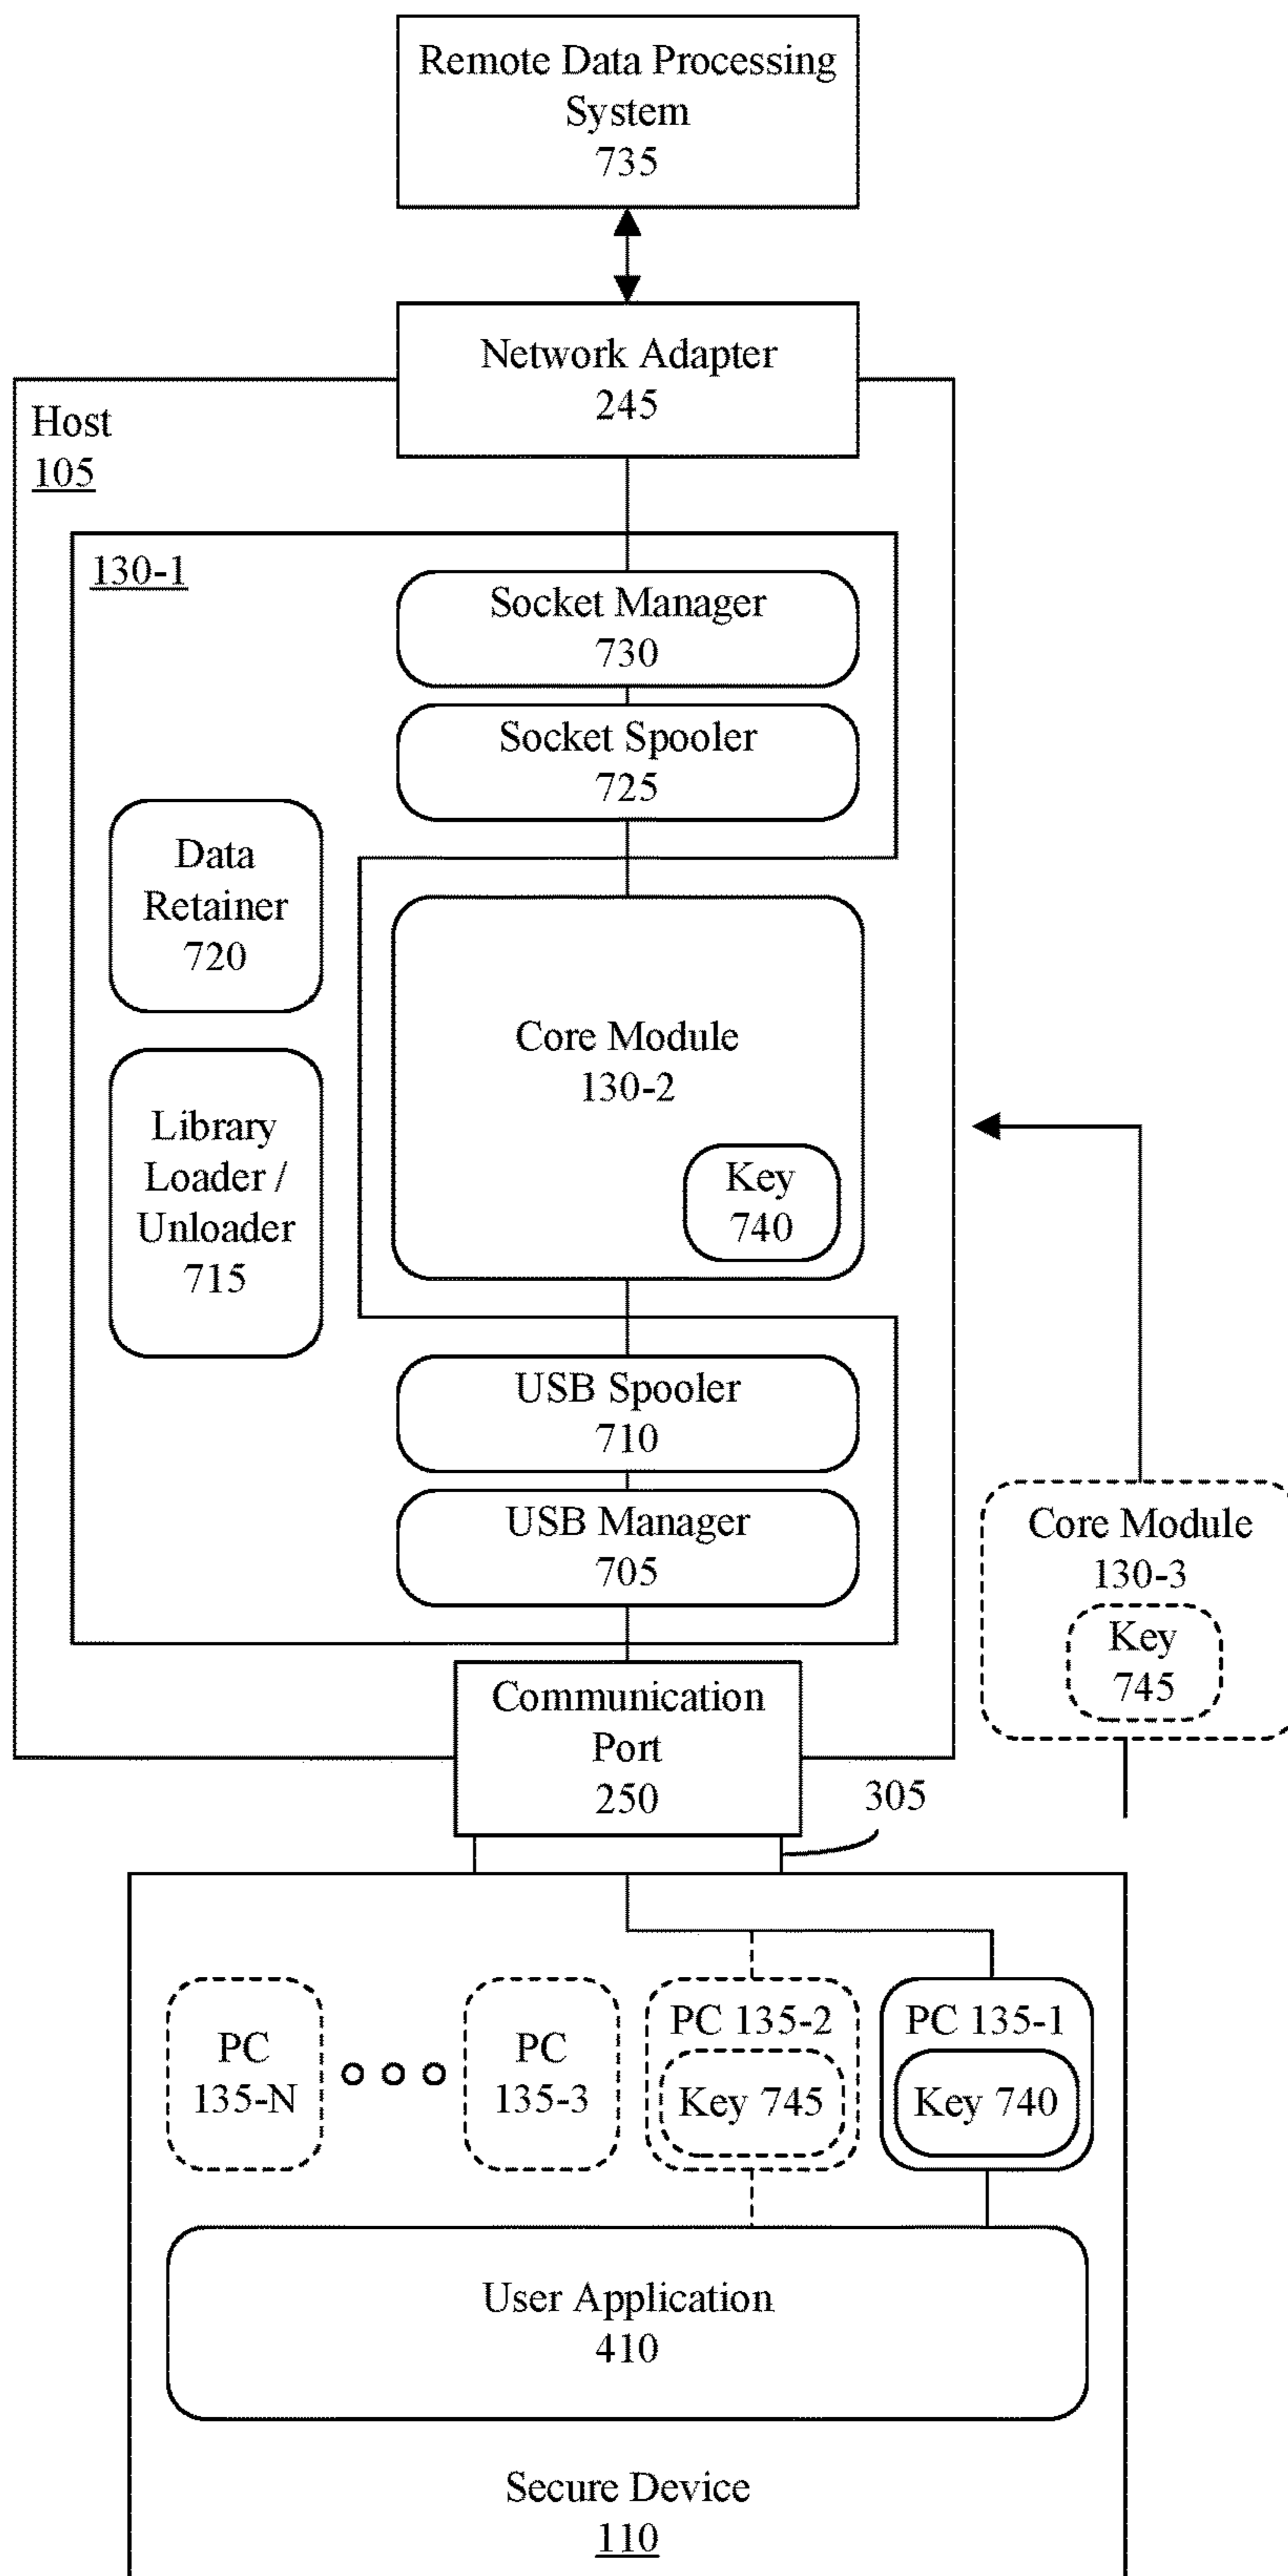 Remote Data Processing
System
735
Network Adapter
245
Host
105
130-1
Socket Manager
730
Socket Spooler
725
Data
Retainer
720
Core Module
130-2
Key
740
Library
Loader /
Unloader
715
USB Spooler
710
USB Manager
705
Core Module
130-3
Key
745
Communication
Port
250
305
PC
135-N
PC
135-3
PC 135-2
Key 745
PC 135-1
Key 740
User Application
410
Secure Device
110